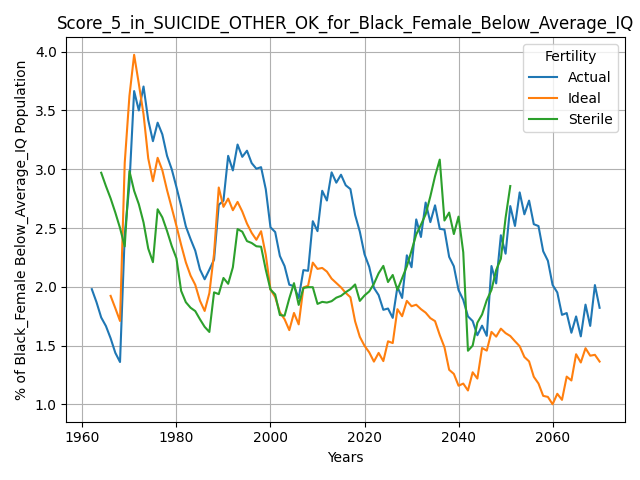 Score_5_in_SUICIDE_OTHER_OK_for_Black_Female_Below_Average_IQ
Fertility
Actual
Ideal
Sterile
% of Black_Female Below_Average_IQ Population
4.0
3.5
3.0
2.5
2.0
1.5
1.0
1960
1980
2000
2020
2040
2060
Years